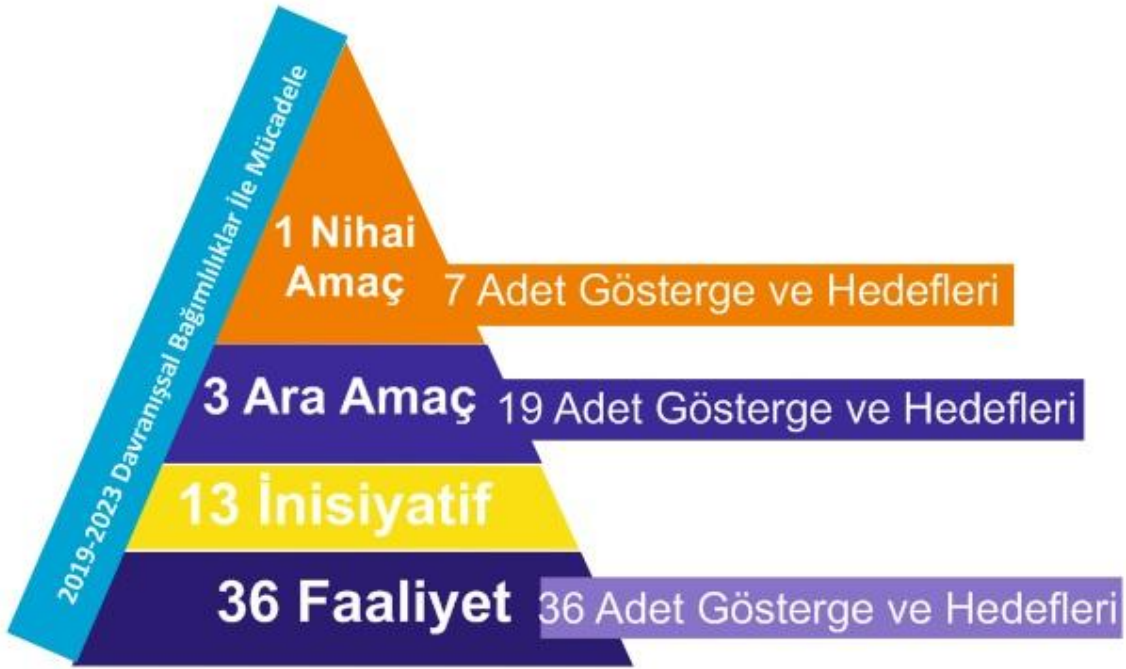 2019-2023 Davranışsal Bağımlılıklar İle Mücadele
1 Nihai
Amaç
7 Adet Gösterge ve Hedefleri
3 Ara Amaç
19 Adet Gösterge ve Hedefleri
13 İnisiyatif
36 Faaliyet
36 Adet Gösterge ve Hedefleri